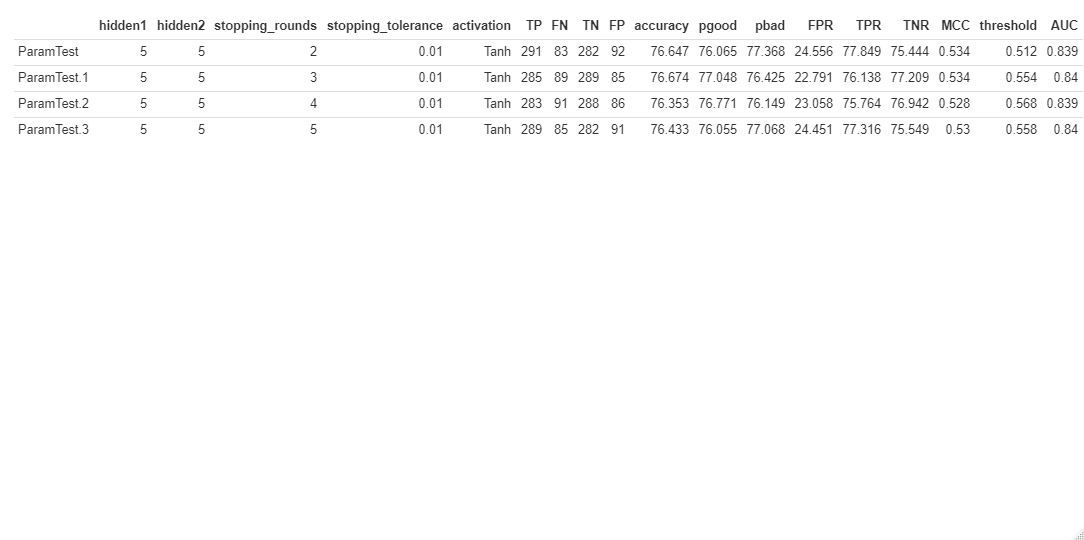 hidden1 hidden2 stopping_rounds stopping_tolerance activation TP FN TN FP accuracy pgood pbad FPR TPR TNR MCC threshold AUC
ParamTest 5 5 2 0.01 Tanh 291 83 282 92 76.647 76.065 77.368 24.556 77.849 75.444 0.534 0.512 0.839
ParamTest.1 5 5 3 0.01 Tanh 285 89 289 85 76.674 77.048 76.425 22.791 76.138 77.209 0.534 0.554 0.84
ParamTest.2 5 5 4 0.01 Tanh 283 91 288 86 76.353 76.771 76.149 23.058 75.764 76.942 0.528 0.568 0.839
ParamTest.3 5 5 5 0.01 Tanh 289 85 282 91 76.433 76.055 77.068 24.451 77.316 75.549 0.53 0.558 0.84